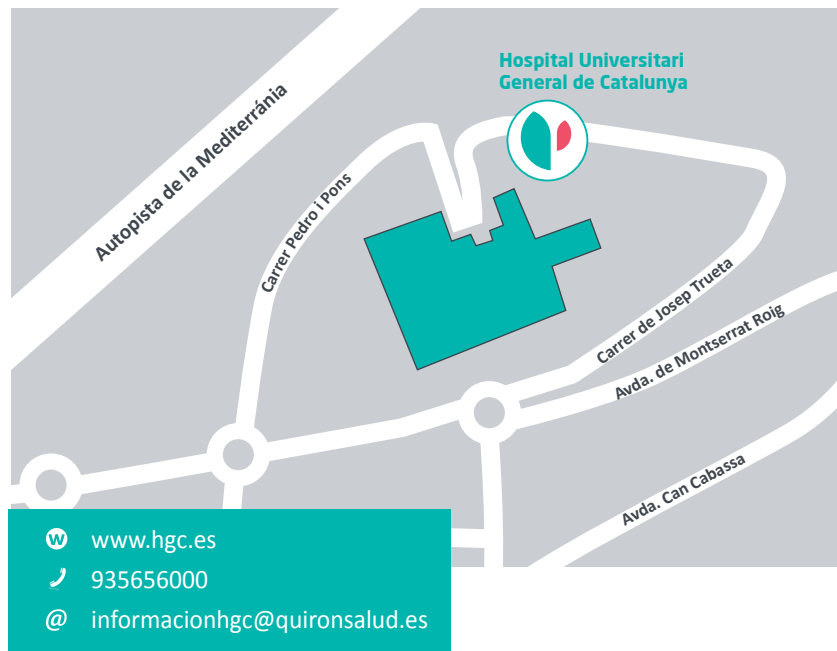 Hospital Universitari
General de Catalunya
Autopista de la Mediterránia
Carrer Pedro i Pons
Carrer de Josep Trueta
Avda. de Montserrat Roig
Avda. Can Cabassa
W www.hgc.es
935656000
@ informacionhgc@quironsalud.es